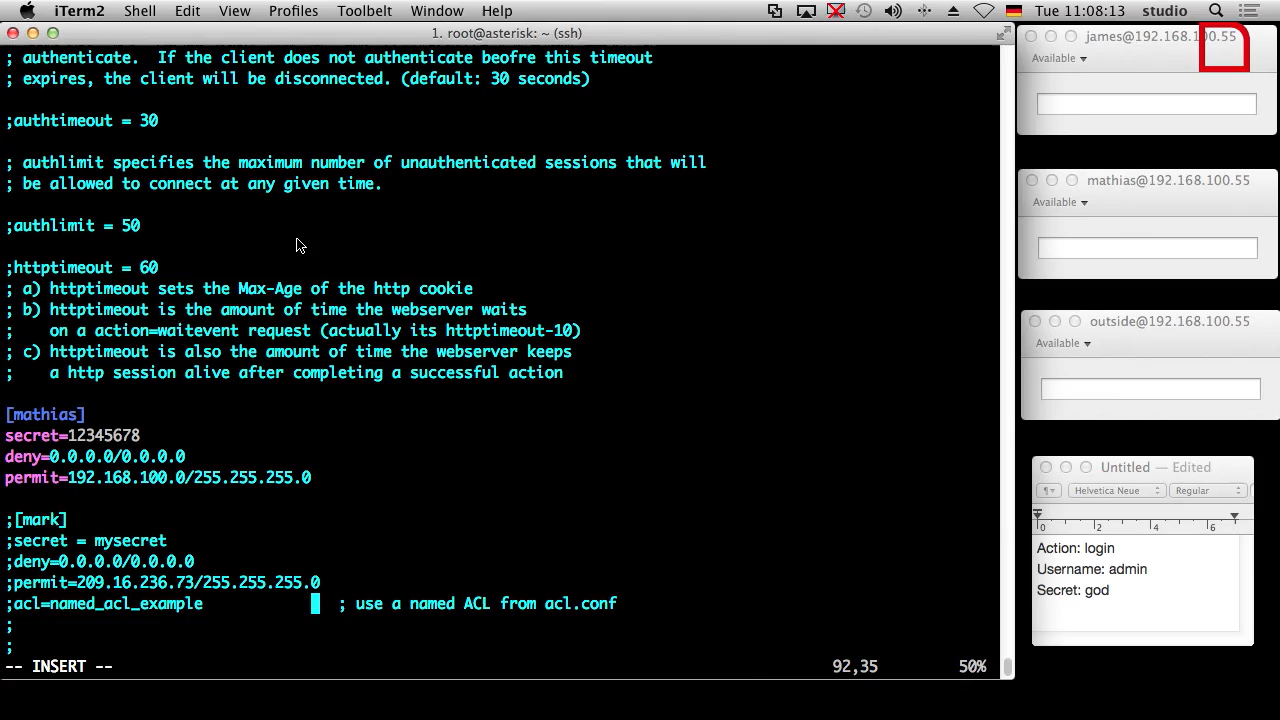 iTerm2 Shell Edit View Profiles Toolbelt Window Help Tue 11:08:13 studio
1. root@asterisk: ~ (ssh)
; authenticate.  If the client does not authenticate beofre this timeout
; expires, the client will be disconnected. (default: 30 seconds)
;authtimeout = 30
; authlimit specifies the maximum number of unauthenticated sessions that will
; be allowed to connect at any given time.
;authlimit = 50
;httptimeout = 60
; a) httptimeout sets the Max-Age of the http cookie
; b) httptimeout is the amount of time the webserver waits
;    on a action=waitevent request (actually its httptimeout-10)
; c) httptimeout is also the amount of time the webserver keeps
;    a http session alive after completing a successful action
[mathias]
secret=12345678
deny=0.0.0.0/0.0.0.0
permit=192.168.100.0/255.255.255.0
;[mark]
;secret = mysecret
;deny=0.0.0.0/0.0.0.0
;permit=209.16.236.73/255.255.255.0
;acl=named_acl_example               ; use a named ACL from acl.conf
;
;
-- INSERT -- 92,35 50%
james@192.168.100.55
Available
mathias@192.168.100.55
Available
outside@192.168.100.55
Available
Untitled — Edited
Helvetica Neue Regular
0 2 4 6
Action: login
Username: admin
Secret: god